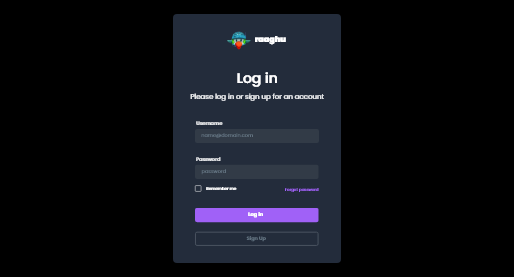 raaghu
Log in
Please log in or sign up for an account
Username
name@domain.com
Password
password
Remember me
Forgot password
Log In
Sign Up